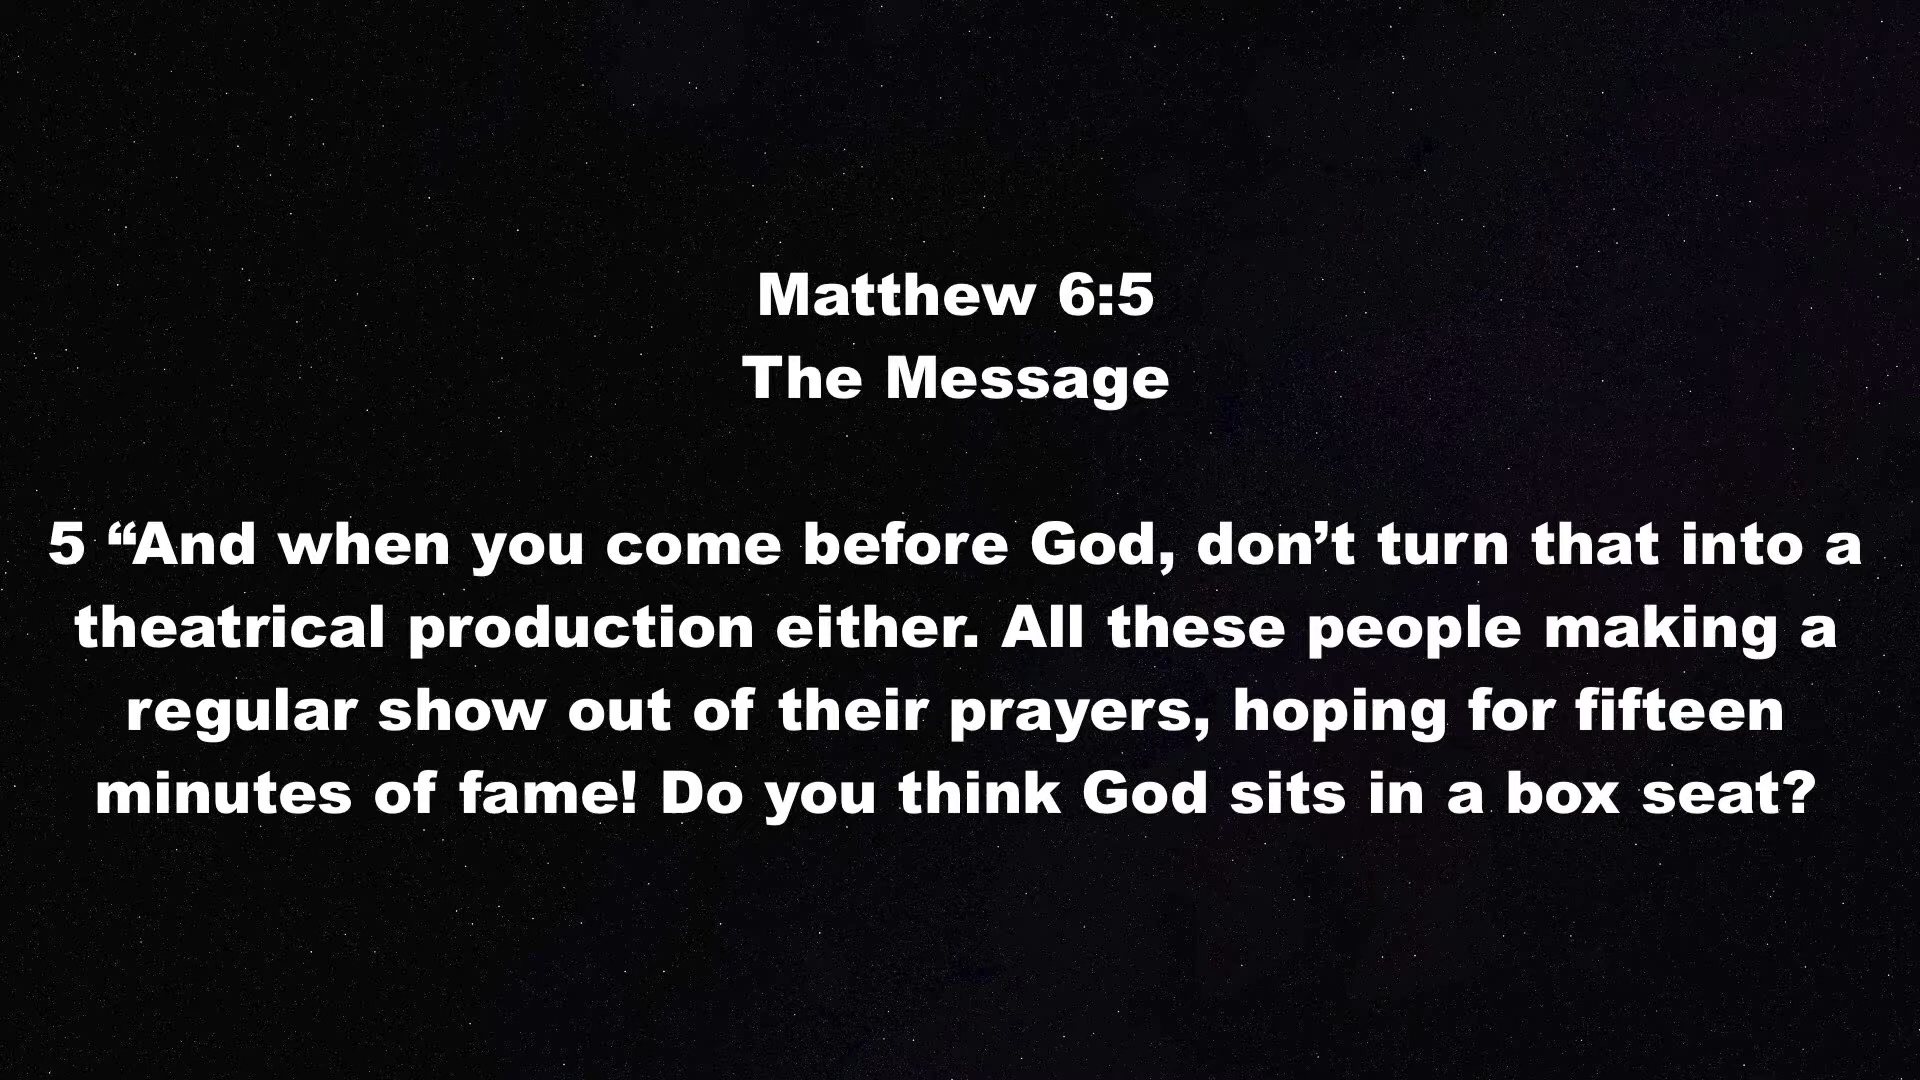 Matthew 6:5
The Message
5 “And when you come before God, don’t turn that into a
theatrical production either. All these people making a
regular show out of their prayers, hoping for fifteen
minutes of fame! Do you think God sits in a box seat?